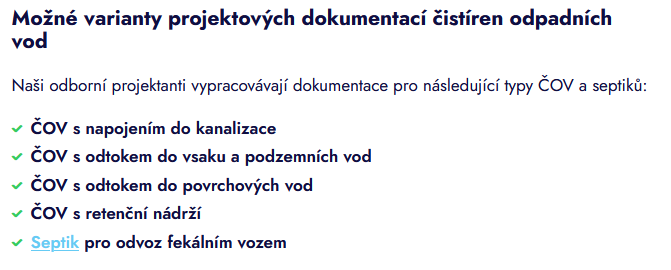 Možné varianty projektových dokumentací čistíren odpadních
vod
Naši odborní projektanti vypracovávají dokumentace pro následující typy ČOV a septiků:
ČOV s napojením do kanalizace
ČOV s odtokem do vsaku a podzemních vod
ČOV s odtokem do povrchových vod
ČOV s retenční nádrží
Septik pro odvoz fekálním vozem